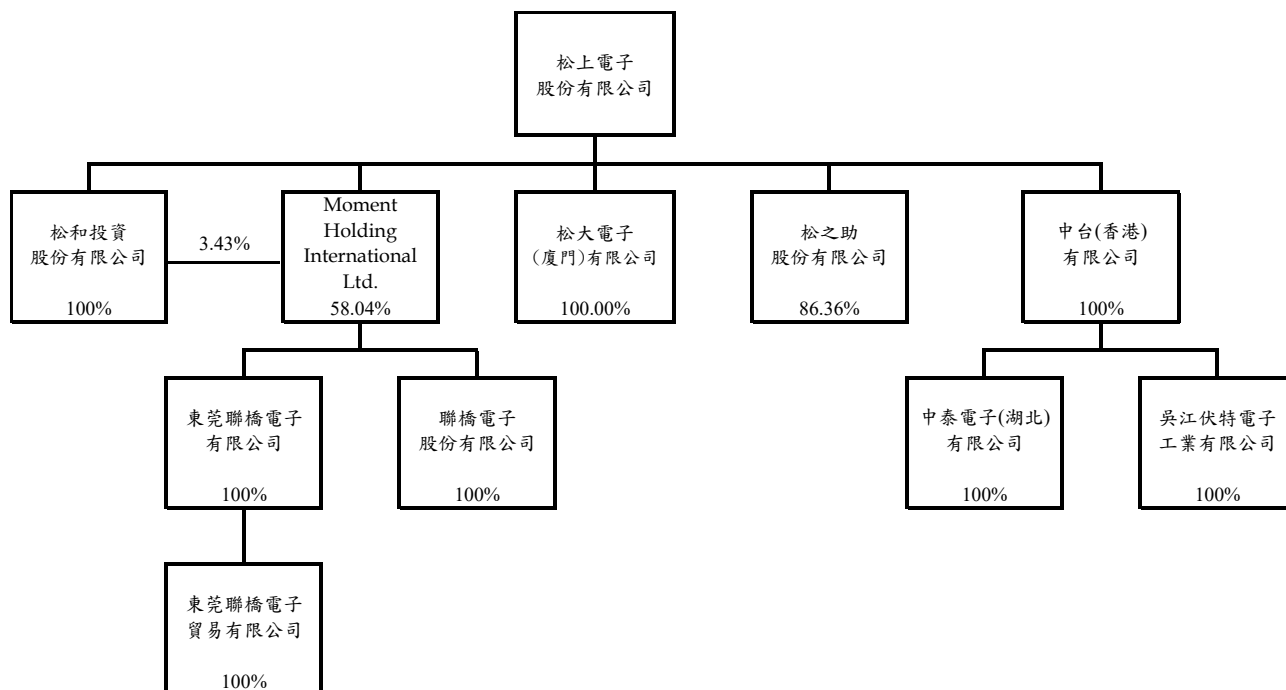 松上電子
股份有限公司
松和投資
股份有限公司
100%
3.43%
Moment
Holding
International
Ltd.
58.04%
松大電子
(廈門)有限公司
100.00%
松之助
股份有限公司
86.36%
中台(香港)
有限公司
100%
東莞聯橋電子
有限公司
100%
聯橋電子
股份有限公司
100%
中泰電子(湖北)
有限公司
100%
吳江伏特電子
工業有限公司
100%
東莞聯橋電子
貿易有限公司
100%